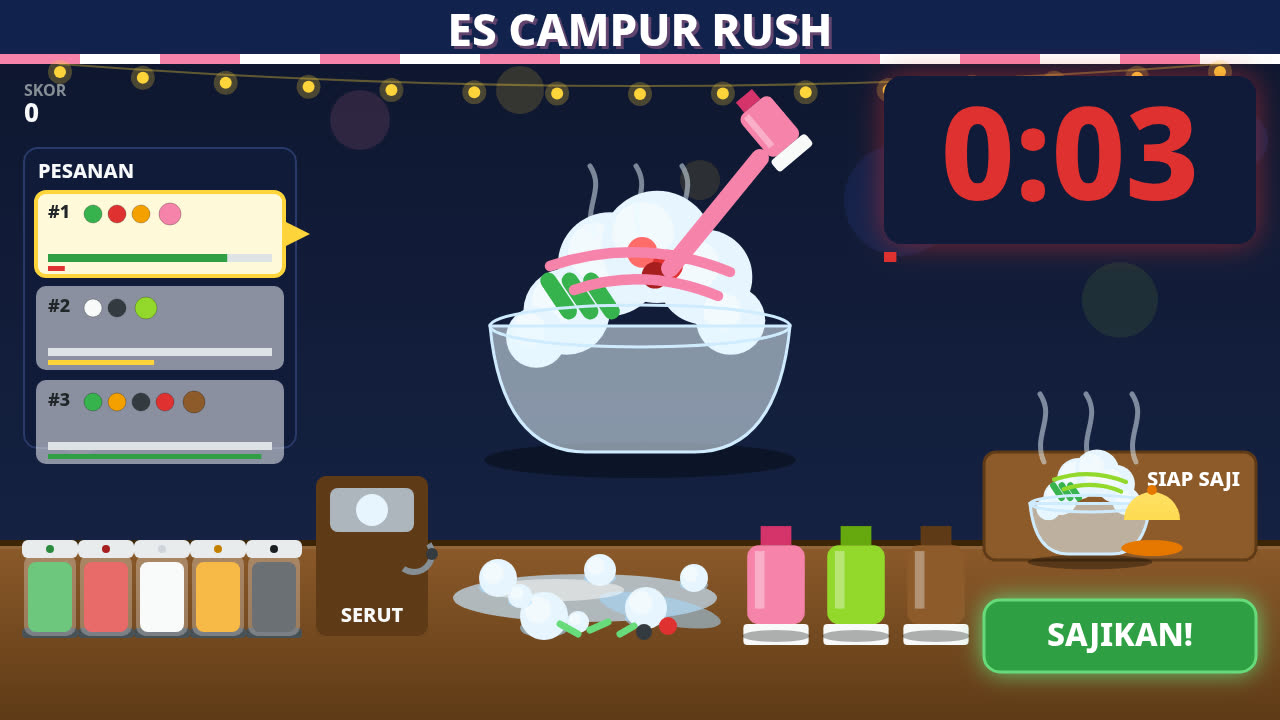 ES CAMPUR RUSH
SKOR
0
0:03
PESANAN
#1
#2
#3
SIAP SAJI
SERUT
SAJIKAN!